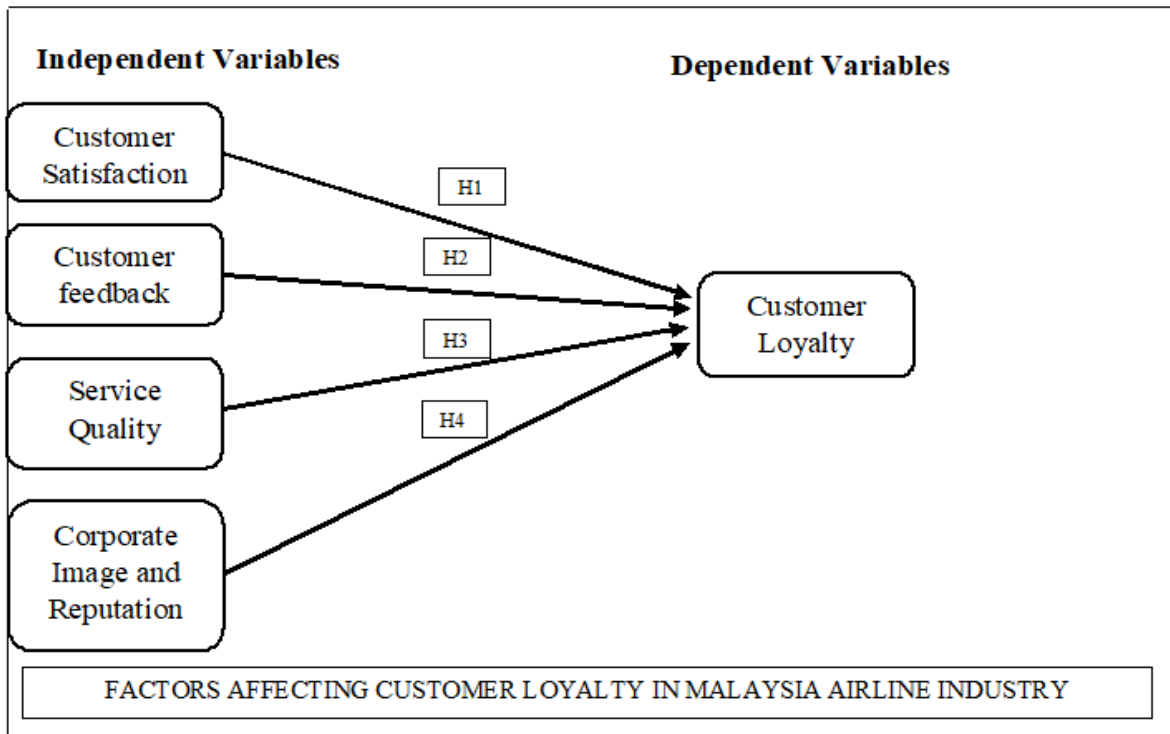 Independent Variables
Dependent Variables
Customer
Satisfaction
H1
Customer
feedback
H2
Customer
Loyalty
H3
Service
Quality
H4
Corporate
Image and
Reputation
FACTORS AFFECTING CUSTOMER LOYALTY IN MALAYSIA AIRLINE INDUSTRY